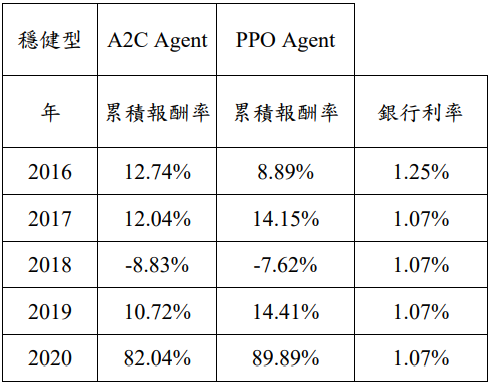 穩健型 A2C Agent PPO Agent
年 累積報酬率 累積報酬率 銀行利率
2016 12.74% 8.89% 1.25%
2017 12.04% 14.15% 1.07%
2018 -8.83% -7.62% 1.07%
2019 10.72% 14.41% 1.07%
2020 82.04% 89.89% 1.07%